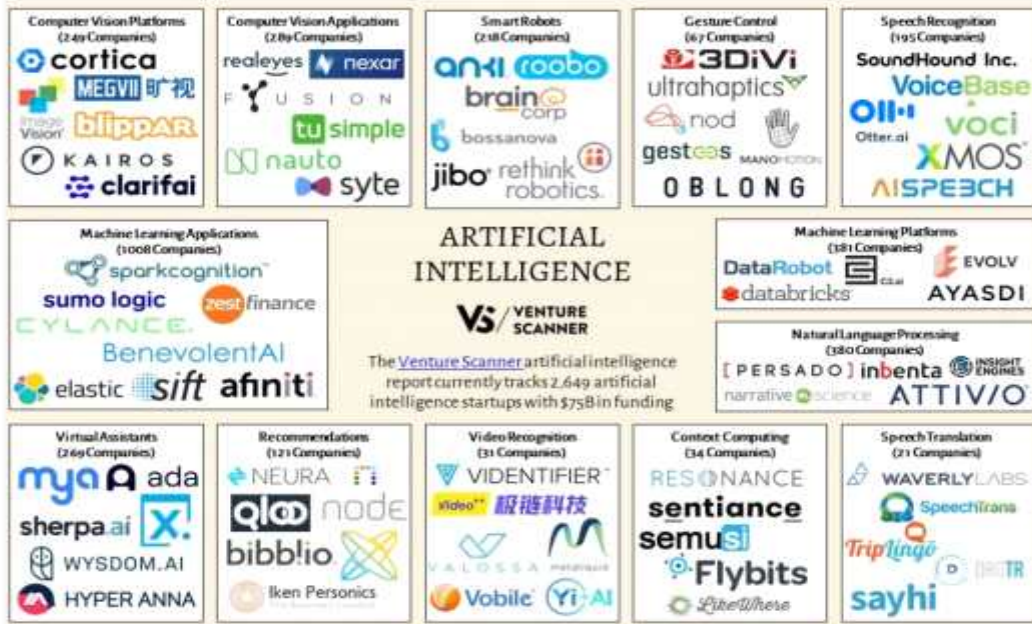 Computer Vision Platforms
(249 Companies)
cortica
MEGVII 旷视
Image Vision
blippAR
KAIROS
clarifai
Computer Vision Applications
(289 Companies)
realeyes nexar
FYUSION
tusimple
nauto
syte
Smart Robots
(218 Companies)
anki roobo
brain corp
bossanova
jibo rethink robotics
Gesture Control
(67 Companies)
3DiVi
ultrahaptics
nod
gestoos MANOMOTION
OBLONG
Speech Recognition
(195 Companies)
SoundHound Inc.
VoiceBase
Otter.ai voci
XMOS
AISPEECH
Machine Learning Applications
(1008 Companies)
sparkcognition
sumo logic zestfinance
CYLANCE
BenevolentAI
elastic sift afiniti
ARTIFICIAL
INTELLIGENCE
VS/ VENTURE
SCANNER
The Venture Scanner artificial intelligence
report currently tracks 2,649 artificial
intelligence startups with $75B in funding
Machine Learning Platforms
(381 Companies)
DataRobot C3.ai EVOLV
databricks AYASDI
Natural Language Processing
(380 Companies)
[PERSADO] inbenta INSIGHT ENGINES
narrative science ATTIV/O
Virtual Assistants
(269 Companies)
mya ada
sherpa.ai X.
WYSDOM.AI
HYPER ANNA
Recommendations
(121 Companies)
NEURA
qloo node
bibblio
Iken Personics
Video Recognition
(31 Companies)
VIDENTIFIER
Video++ 极链科技
VALOSSA
Vobile Yi+AI
Context Computing
(34 Companies)
RESONANCE
sentiance
semusi
Flybits
LikeWhere
Speech Translation
(21 Companies)
WAVERLYLABS
SpeechTrans
TripLingo
sayhi